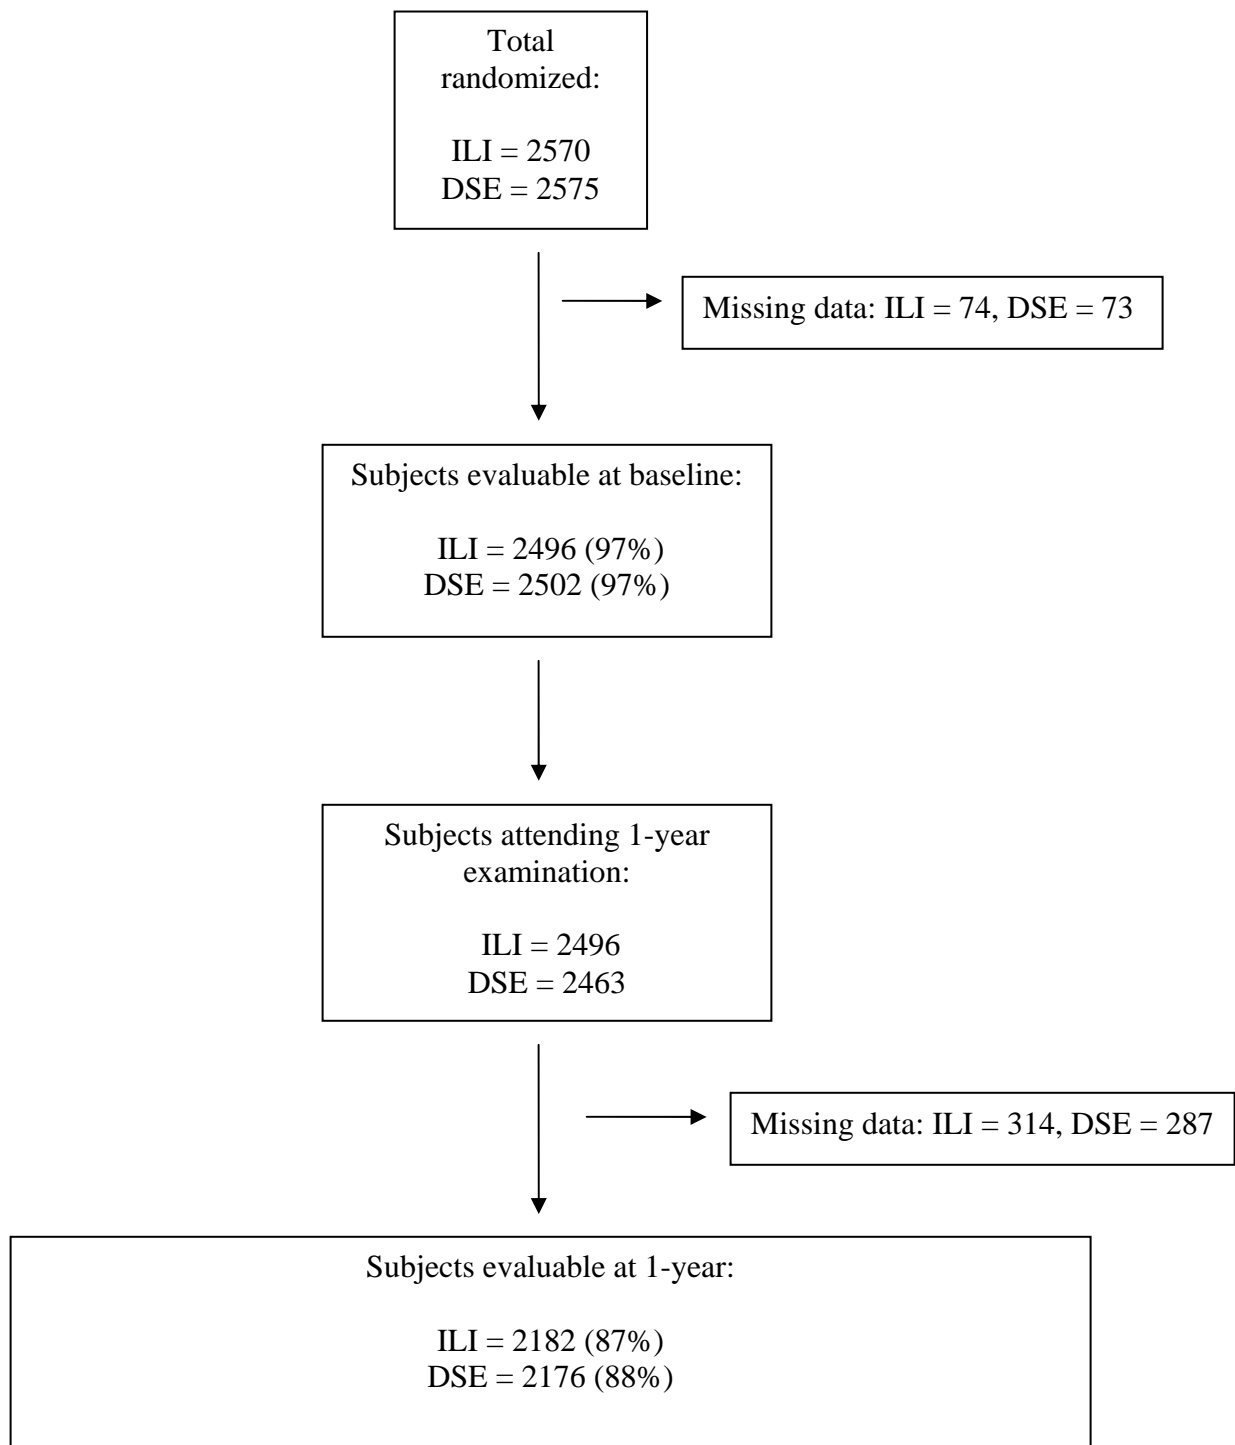 Total
randomized:
ILI = 2570
DSE = 2575
Missing data: ILI = 74, DSE = 73
Subjects evaluable at baseline:
ILI = 2496 (97%)
DSE = 2502 (97%)
Subjects attending 1-year
examination:
ILI = 2496
DSE = 2463
Missing data: ILI = 314, DSE = 287
Subjects evaluable at 1-year:
ILI = 2182 (87%)
DSE = 2176 (88%)